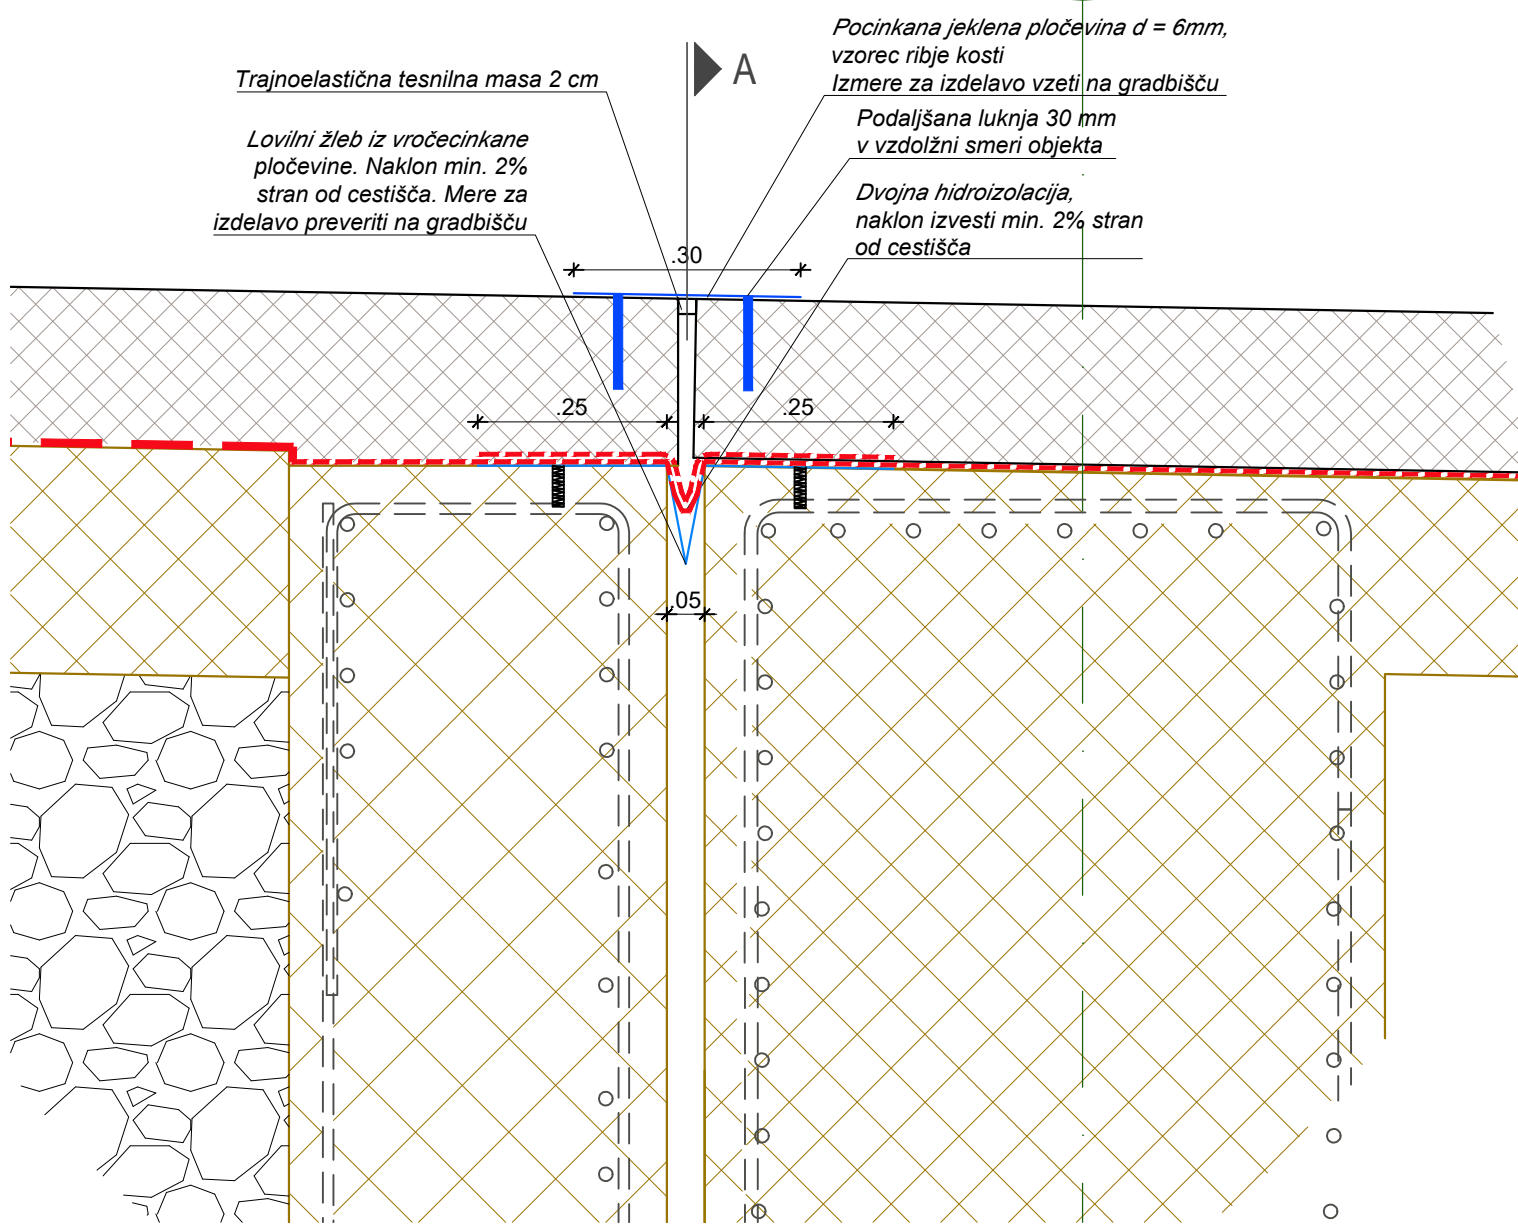 Pocinkana jeklena pločevina d = 6mm,
vzorec ribje kosti
Izmere za izdelavo vzeti na gradbišču
A
Trajnoelastična tesnilna masa 2 cm
Podaljšana luknja 30 mm
v vzdolžni smeri objekta
Lovilni žleb iz vročecinkane
pločevine. Naklon min. 2%
stran od cestišča. Mere za
izdelavo preveriti na gradbišču
Dvojna hidroizolacija,
naklon izvesti min. 2% stran
od cestišča
.30
.25
.25
.05